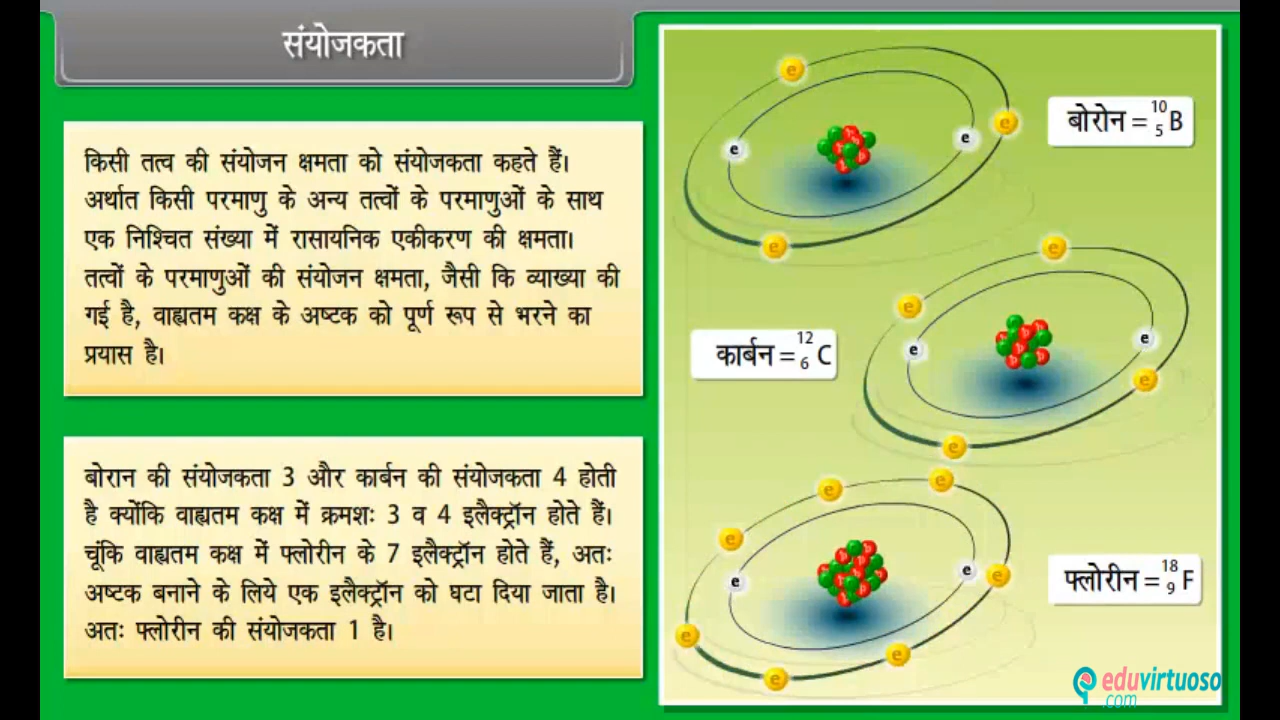 संयोजकता
किसी तत्व की संयोजन क्षमता को संयोजकता कहते हैं।
अर्थात किसी परमाणु के अन्य तत्वों के परमाणुओं के साथ
एक निश्चित संख्या में रासायनिक एकीकरण की क्षमता।
तत्वों के परमाणुओं की संयोजन क्षमता, जैसी कि व्याख्या की
गई है, वाह्यतम कक्ष के अष्टक को पूर्ण रूप से भरने का
प्रयास है।
बोरान की संयोजकता 3 और कार्बन की संयोजकता 4 होती
है क्योंकि वाह्यतम कक्ष में क्रमशः 3 व 4 इलैक्ट्रॉन होते हैं।
चूंकि वाह्यतम कक्ष में फ्लोरीन के 7 इलैक्ट्रॉन होते हैं, अतः
अष्टक बनाने के लिये एक इलैक्ट्रॉन को घटा दिया जाता है।
अतः फ्लोरीन की संयोजकता 1 है।
e
e
e
e
e
बोरोन = ¹⁰₅B
e
e
e
e
e
e
कार्बन = ¹²₆C
e
e
e
e
e
e
e
e
e
फ्लोरीन = ¹⁸₉F
eduvirtuoso
.com